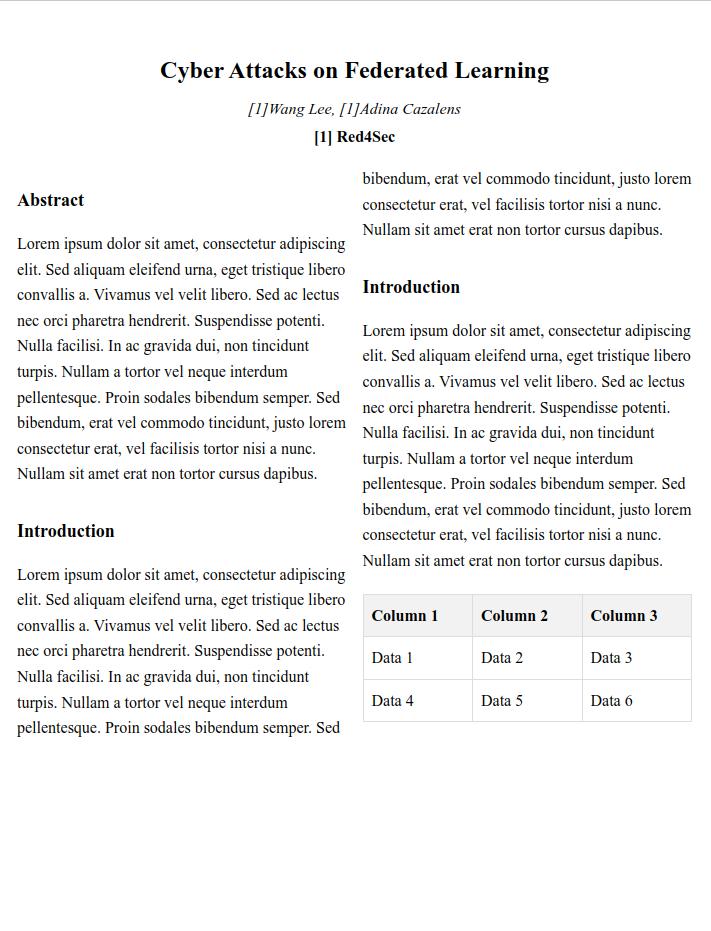 Cyber Attacks on Federated Learning
[1]Wang Lee, [1]Adina Cazalens
[1] Red4Sec
Abstract
Lorem ipsum dolor sit amet, consectetur adipiscing
elit. Sed aliquam eleifend urna, eget tristique libero
convallis a. Vivamus vel velit libero. Sed ac lectus
nec orci pharetra hendrerit. Suspendisse potenti.
Nulla facilisi. In ac gravida dui, non tincidunt
turpis. Nullam a tortor vel neque interdum
pellentesque. Proin sodales bibendum semper. Sed
bibendum, erat vel commodo tincidunt, justo lorem
consectetur erat, vel facilisis tortor nisi a nunc.
Nullam sit amet erat non tortor cursus dapibus.
Introduction
Lorem ipsum dolor sit amet, consectetur adipiscing
elit. Sed aliquam eleifend urna, eget tristique libero
convallis a. Vivamus vel velit libero. Sed ac lectus
nec orci pharetra hendrerit. Suspendisse potenti.
Nulla facilisi. In ac gravida dui, non tincidunt
turpis. Nullam a tortor vel neque interdum
pellentesque. Proin sodales bibendum semper. Sed
bibendum, erat vel commodo tincidunt, justo lorem
consectetur erat, vel facilisis tortor nisi a nunc.
Nullam sit amet erat non tortor cursus dapibus.
Introduction
Lorem ipsum dolor sit amet, consectetur adipiscing
elit. Sed aliquam eleifend urna, eget tristique libero
convallis a. Vivamus vel velit libero. Sed ac lectus
nec orci pharetra hendrerit. Suspendisse potenti.
Nulla facilisi. In ac gravida dui, non tincidunt
turpis. Nullam a tortor vel neque interdum
pellentesque. Proin sodales bibendum semper. Sed
bibendum, erat vel commodo tincidunt, justo lorem
consectetur erat, vel facilisis tortor nisi a nunc.
Nullam sit amet erat non tortor cursus dapibus.
Column 1 Column 2 Column 3
Data 1 Data 2 Data 3
Data 4 Data 5 Data 6